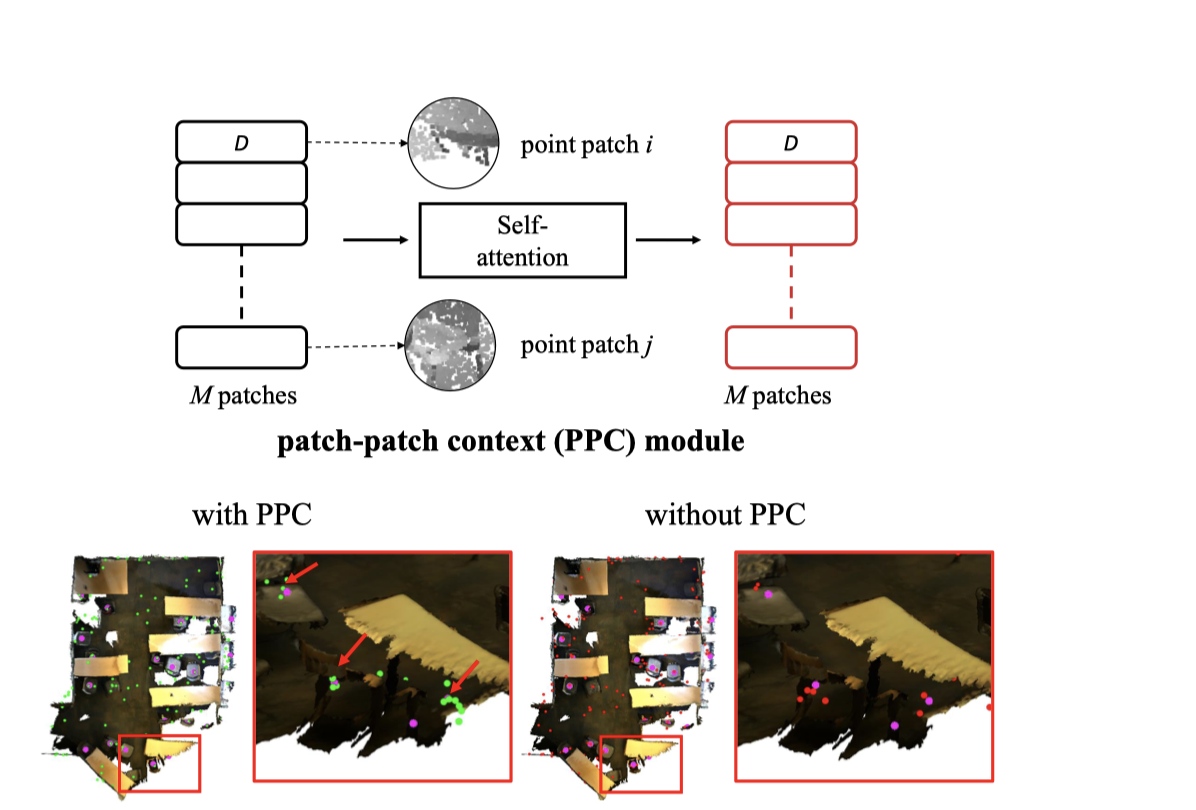 D
point patch i
D
Self-
attention
point patch j
M patches
M patches
patch-patch context (PPC) module
with PPC
without PPC